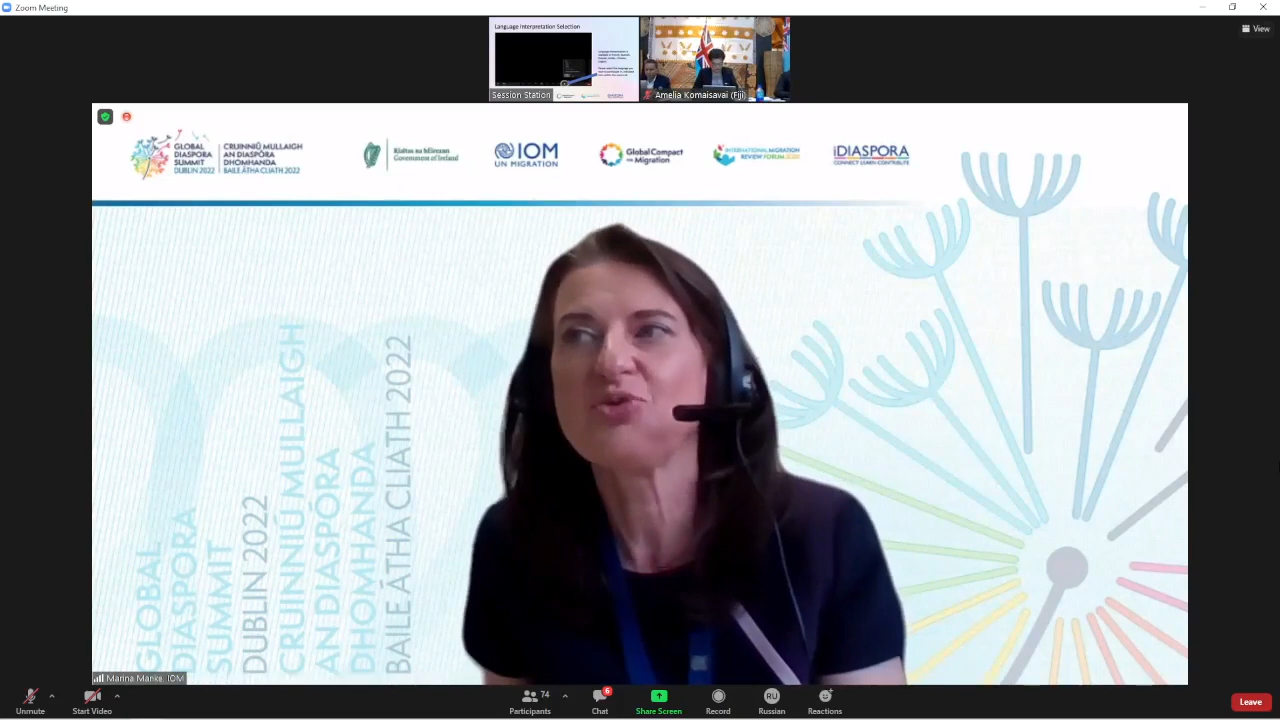 Zoom Meeting
View
Language Interpretation Selection
Session Station
Amelia Komaisavai (Fiji)
GLOBAL
DIASPORA
SUMMIT
DUBLIN 2022
CRUINNIÚ MULLAIGH
AN DIASPÓRA
DHOMHANDA
BAILE ÁTHA CLIATH 2022
Rialtas na hÉireann
Government of Ireland
IOM
UN MIGRATION
Global Compact
for Migration
INTERNATIONAL MIGRATION
REVIEW FORUM 2022
iDIASPORA
CONNECT LEARN CONTRIBUTE
GLOBAL
DIASPORA
SUMMIT
DUBLIN 2022
CRUINNIÚ MULLAIGH
AN DIASPÓRA
DHOMHANDA
BAILE ÁTHA CLIATH 2022
Marina Manke, IOM
Unmute
Start Video
74
Participants
6
Chat
Share Screen
Record
RU
Russian
Reactions
Leave